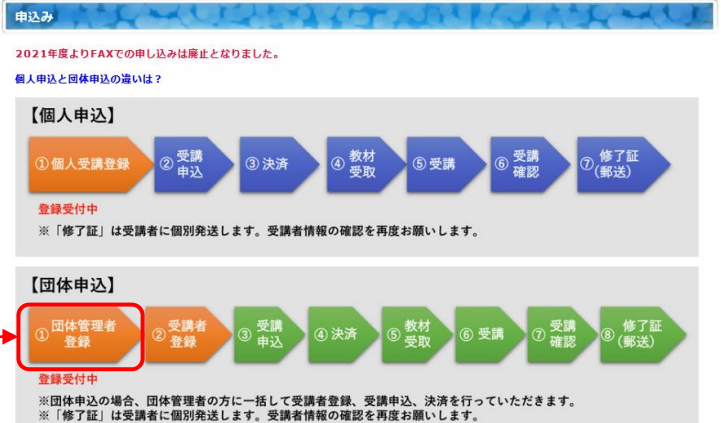 申込み
2021年度よりFAXでの申し込みは廃止となりました。
個人申込と団体申込の違いは？
【個人申込】
①個人受講登録
②受講
申込
③決済
④教材
受取
⑤受講
⑥受講
確認
⑦修了証
(郵送)
登録受付中
※「修了証」は受講者に個別発送します。受講者情報の確認を再度お願いします。
【団体申込】
①団体管理者
登録
②受講者
登録
③受講
申込
④決済
⑤教材
受取
⑥受講
⑦受講
確認
⑧修了証
(郵送)
登録受付中
※団体申込の場合、団体管理者の方に一括して受講者登録、受講申込、決済を行っていただきます。
※「修了証」は受講者に個別発送します。受講者情報の確認を再度お願いします。